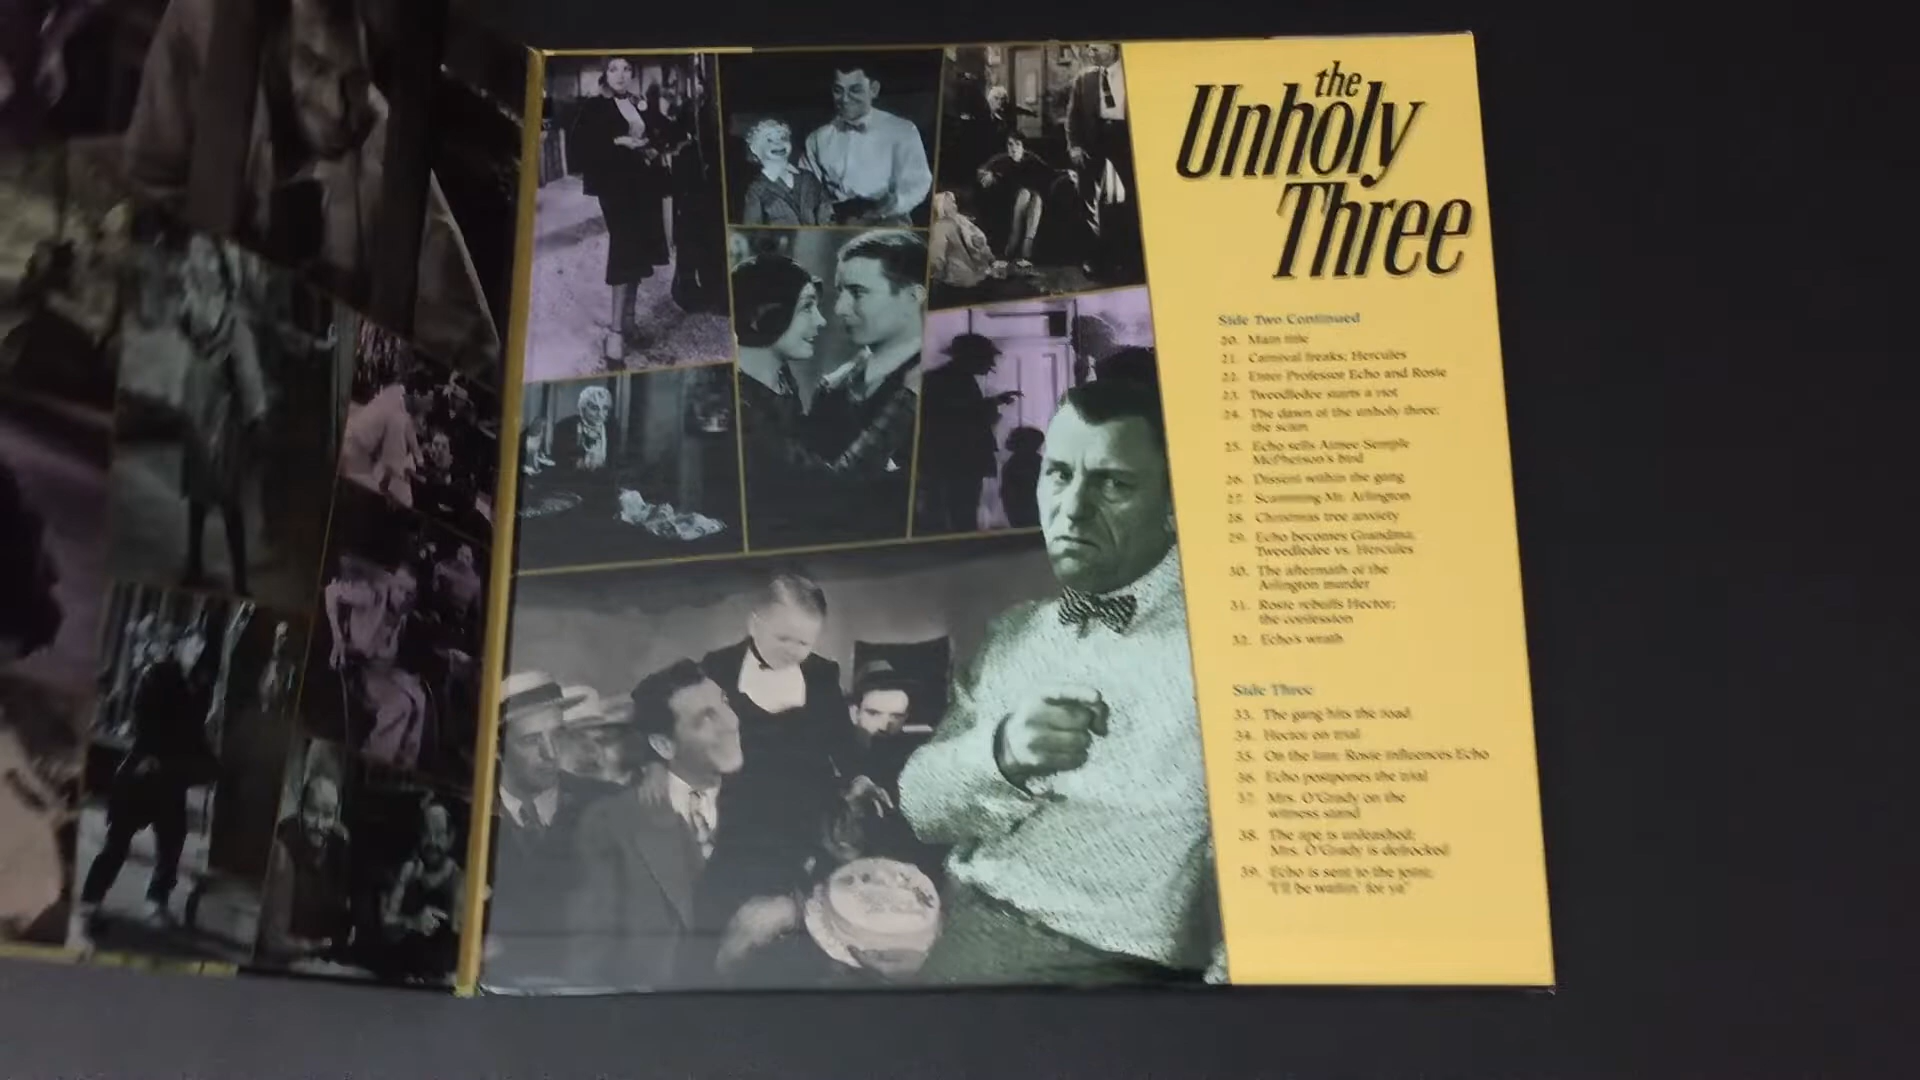 the
Unholy
Three
Side Two Continued
20. Main title
21. Carnival freaks; Hercules
22. Enter Professor Echo and Rosie
23. Tweedledee starts a riot
24. The dawn of the unholy three;
the scam
25. Echo sells Aimee Semple
McPherson's bird
26. Dissent within the gang
27. Scamming Mr. Arlington
28. Christmas tree anxiety
29. Echo becomes Grandma;
Tweedledee vs. Hercules
30. The aftermath of the
Arlington murder
31. Rosie rebuffs Hector;
the confession
32. Echo's wrath
Side Three
33. The gang hits the road
34. Hector on trial
35. On the lam: Rosie influences Echo
36. Echo postpones the trial
37. Mrs. O'Grady on the
witness stand
38. The ape is unleashed;
Mrs. O'Grady is defrocked
39. Echo is sent to the joint;
"I'll be waitin' for ya"